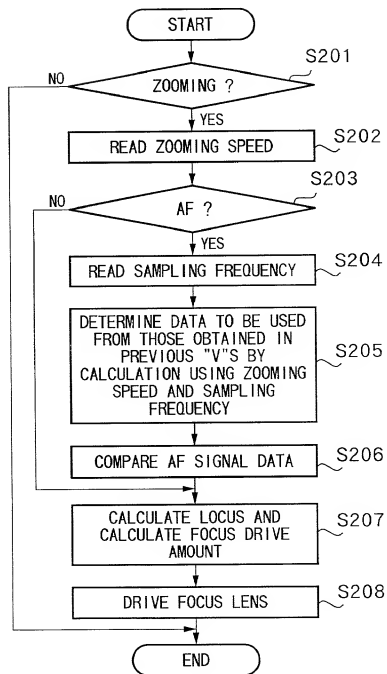 START
S201
NO
ZOOMING ?
YES
S202
READ ZOOMING SPEED
S203
NO
AF ?
YES
S204
READ SAMPLING FREQUENCY
DETERMINE DATA TO BE USED
FROM THOSE OBTAINED IN
PREVIOUS "V"S BY
CALCULATION USING ZOOMING
SPEED AND SAMPLING
FREQUENCY
S205
S206
COMPARE AF SIGNAL DATA
CALCULATE LOCUS AND
CALCULATE FOCUS DRIVE
AMOUNT
S207
S208
DRIVE FOCUS LENS
END